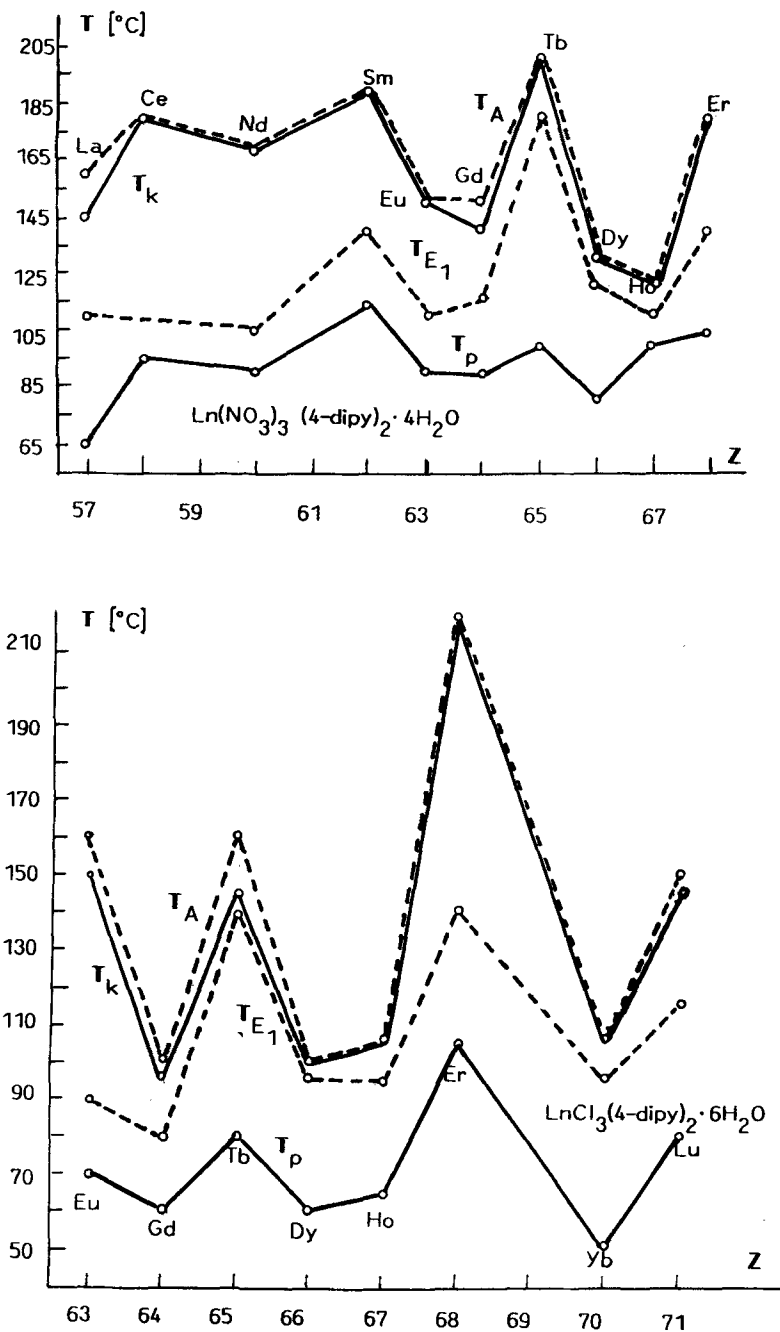 T [°C]
205
185
165
145
125
105
85
65
La
Ce
Nd
Sm
Eu
Gd
Tb
Dy
Ho
Er
T_A
T_k
T_E₁
T_p
Ln(NO₃)₃ (4-dipy)₂·4H₂O
Z
57 59 61 63 65 67
T [°C]
210
190
170
150
130
110
90
70
50
T_A
T_k
T_E₁
T_p
Eu
Gd
Tb
Dy
Ho
Er
Yb
Lu
LnCl₃(4-dipy)₂·6H₂O
Z
63 64 65 66 67 68 69 70 71